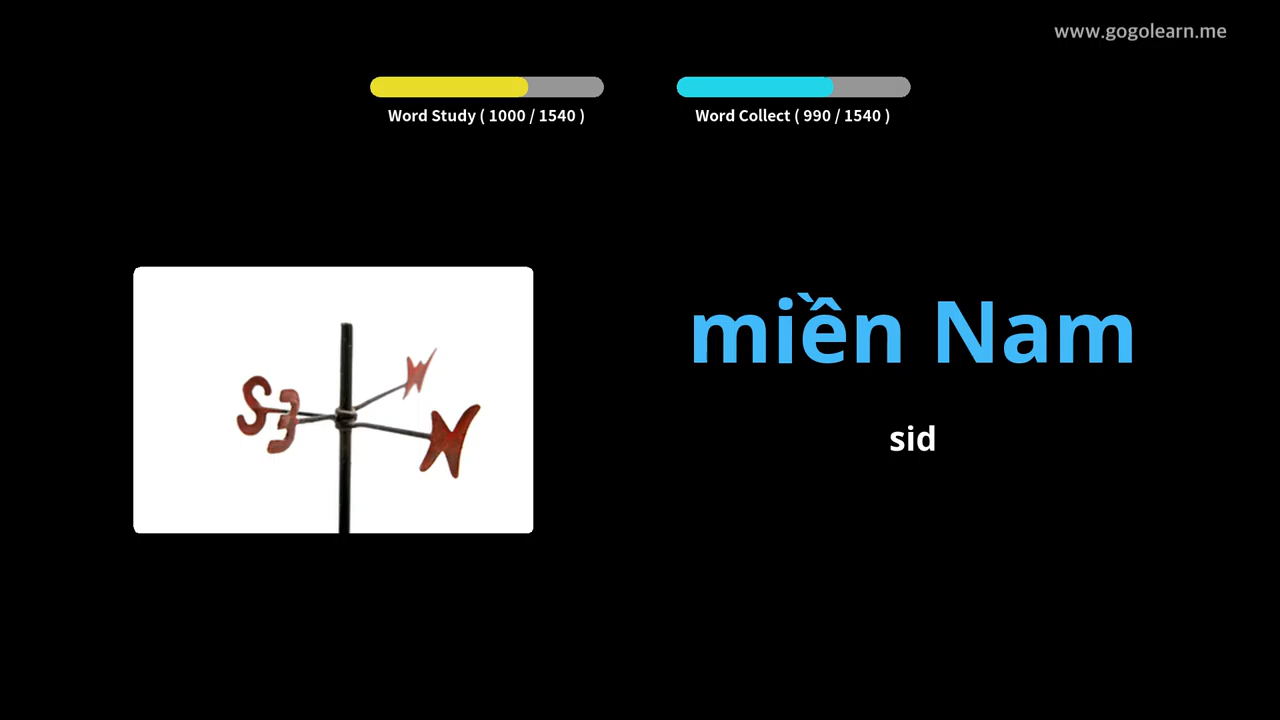 www.gogolearn.me
Word Study ( 1000 / 1540 )
Word Collect ( 990 / 1540 )
S E W N
miền Nam
sid